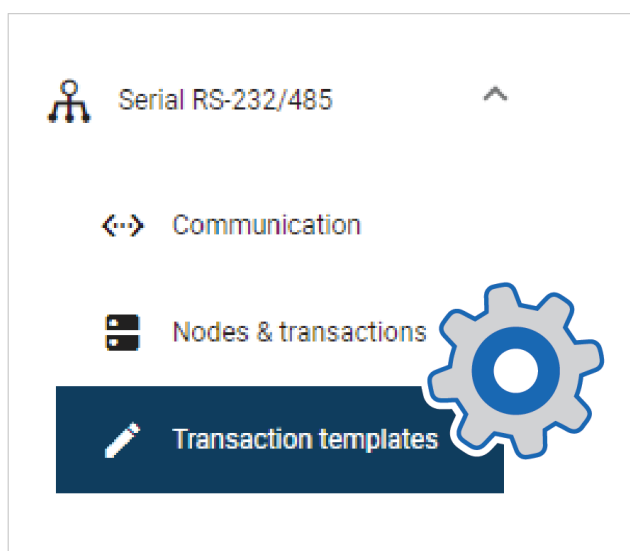 Serial RS-232/485
Communication
Nodes & transactions
Transaction templates